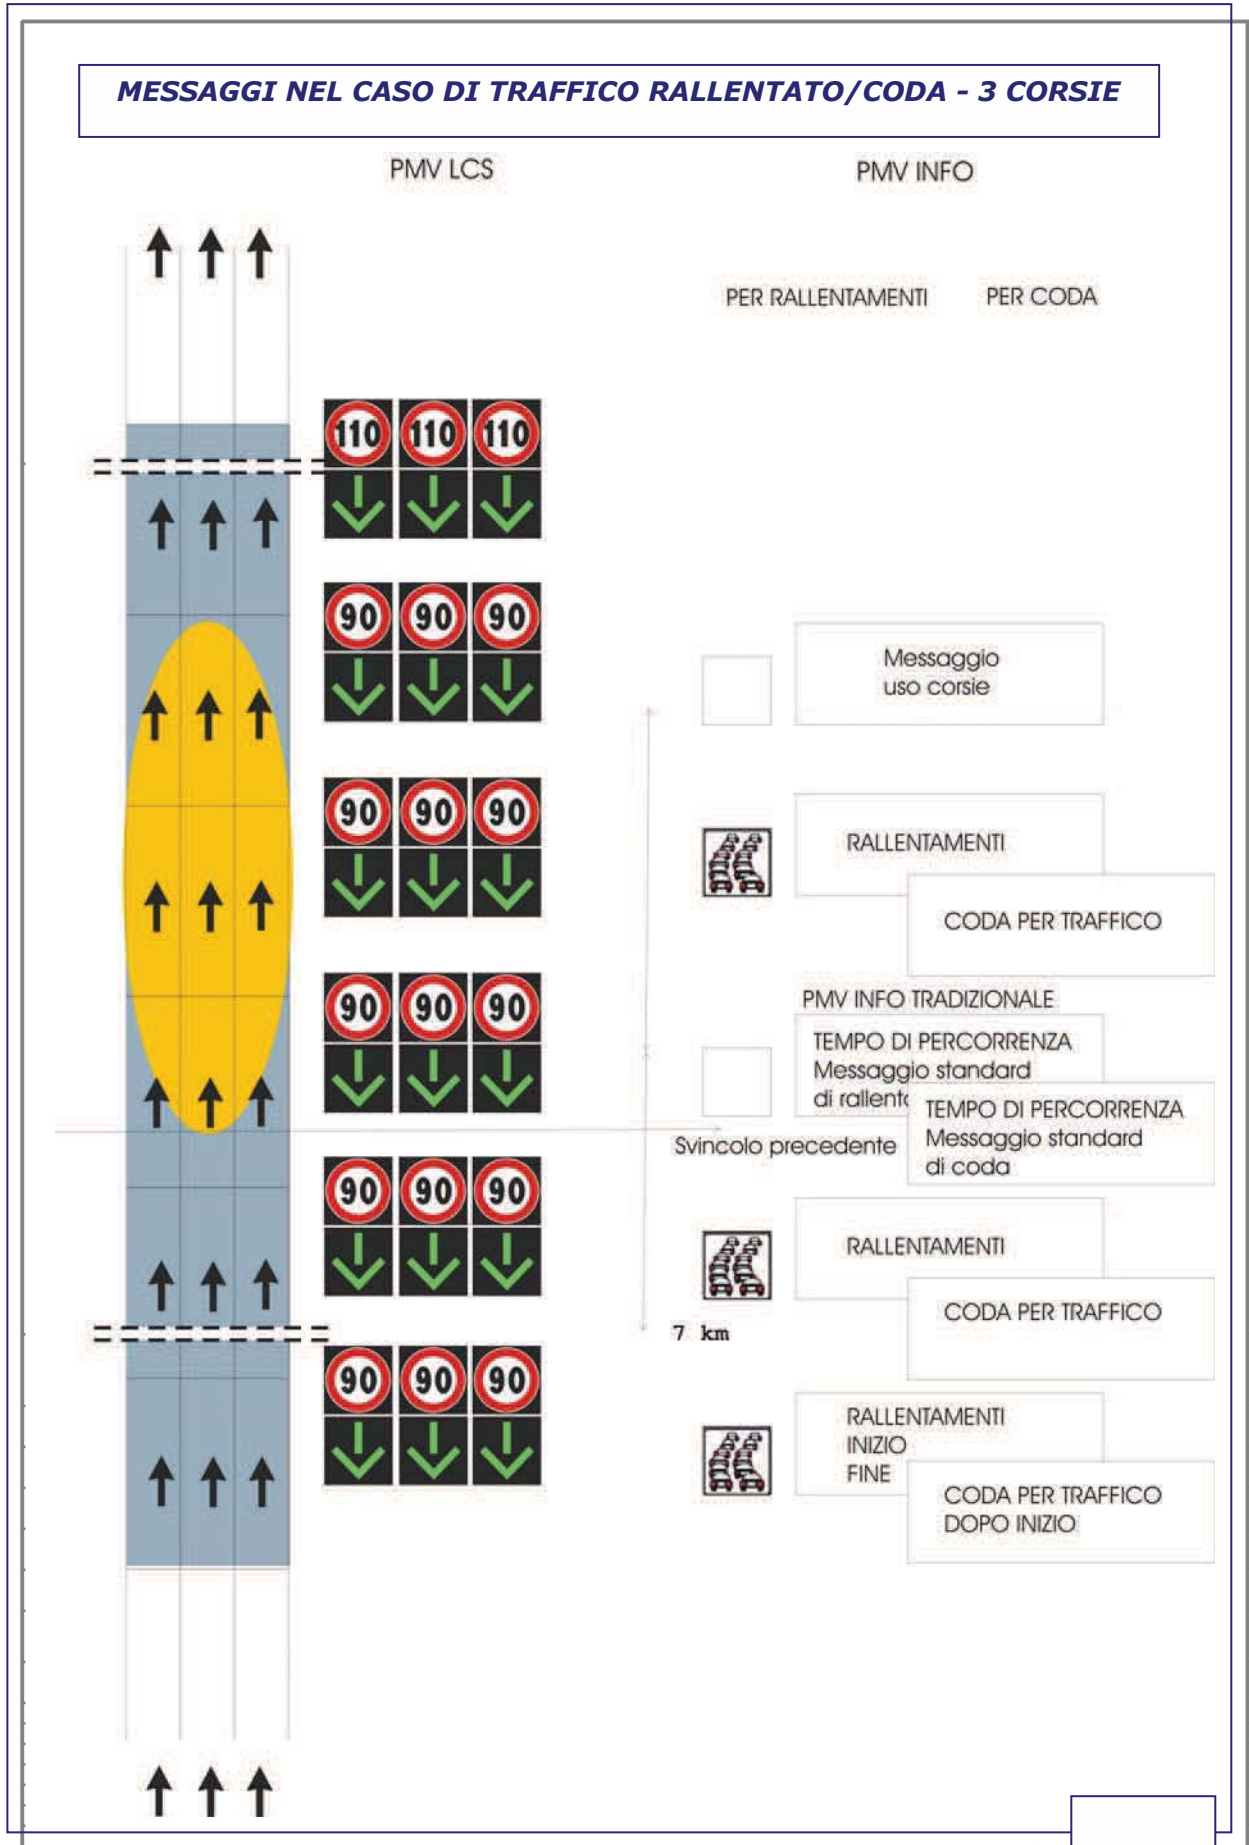 MESSAGGI NEL CASO DI TRAFFICO RALLENTATO/CODA - 3 CORSIE
PMV LCS
PMV INFO
PER RALLENTAMENTI
PER CODA
110 110 110
90 90 90
Messaggio
uso corsie
90 90 90
RALLENTAMENTI
CODA PER TRAFFICO
90 90 90
PMV INFO TRADIZIONALE
TEMPO DI PERCORRENZA
Messaggio standard
di rallent
TEMPO DI PERCORRENZA
Messaggio standard
di coda
Svincolo precedente
90 90 90
RALLENTAMENTI
CODA PER TRAFFICO
7 km
90 90 90
RALLENTAMENTI
INIZIO
FINE
CODA PER TRAFFICO
DOPO INIZIO